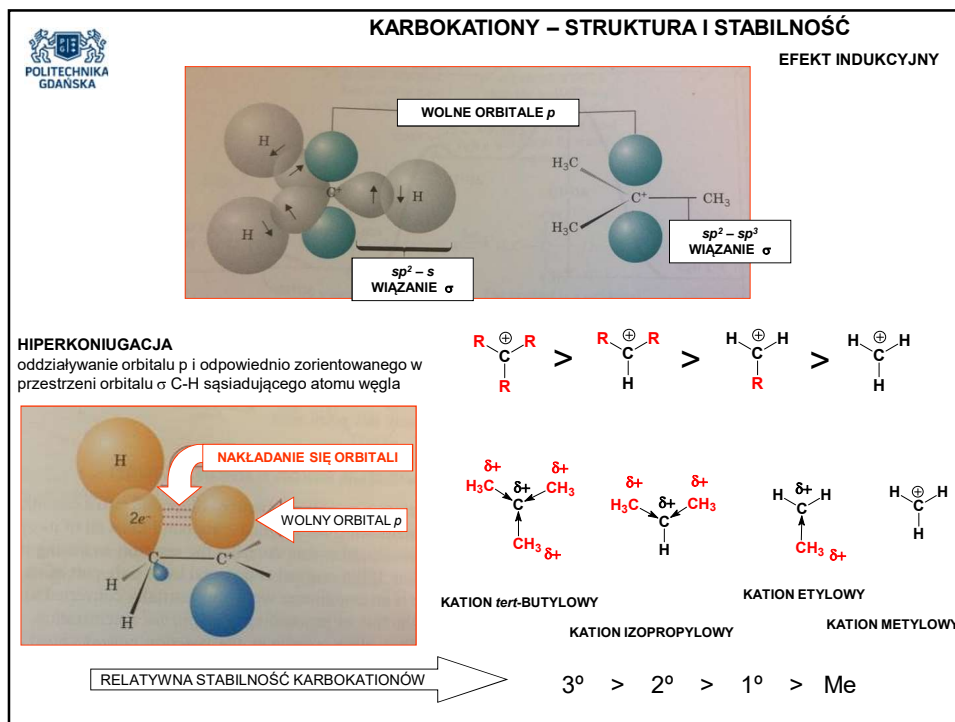 KARBOKATIONY – STRUKTURA I STABILNOŚĆ
EFEKT INDUKCYJNY
POLITECHNIKA
GDAŃSKA
WOLNE ORBITALE p
H
C+
H
H
sp² – s
WIĄZANIE σ
H₃C
C+
CH₃
H₃C
sp² – sp³
WIĄZANIE σ
HIPERKONIUGACJA
oddziaływanie orbitalu p i odpowiednio zorientowanego w
przestrzeni orbitalu σ C-H sąsiadującego atomu węgla
R ⊕ R
C
R
>
R ⊕ R
C
H
>
H ⊕ H
C
R
>
H ⊕ H
C
H
H
NAKŁADANIE SIĘ ORBITALI
2e⁻
WOLNY ORBITAL p
C
C+
H
H
δ+ δ+ δ+
H₃C C CH₃
CH₃ δ+
KATION tert-BUTYLOWY
δ+ δ+ δ+
H₃C CH₃
C
H
KATION IZOPROPYLOWY
δ+
H C H
CH₃ δ+
KATION ETYLOWY
H ⊕ H
C
H
KATION METYLOWY
RELATYWNA STABILNOŚĆ KARBOKATIONÓW
3º > 2º > 1º > Me